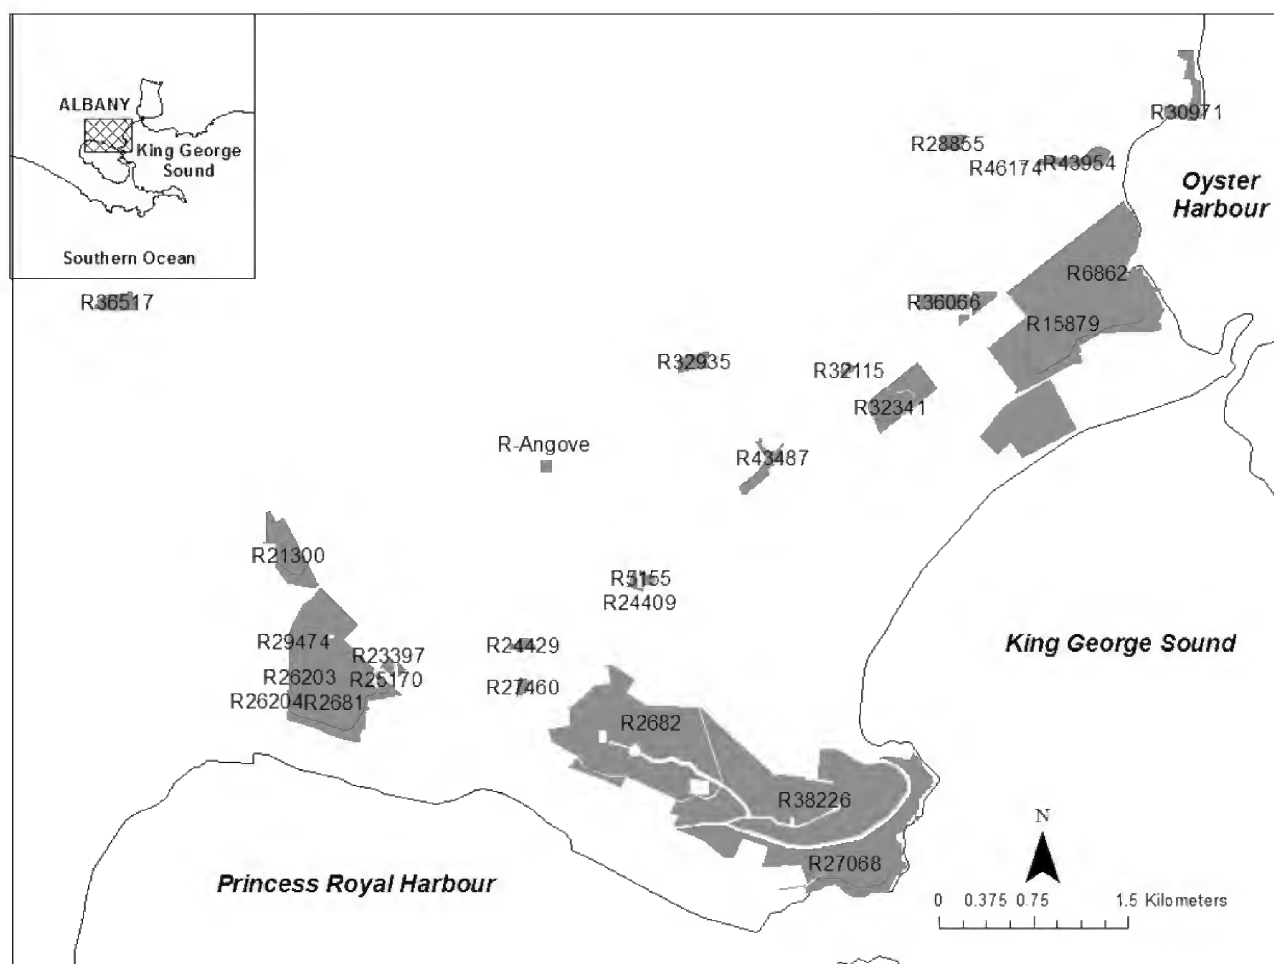 ALBANY
King George
Sound
Southern Ocean
R30971
R28855
R46174
R43954
Oyster
Harbour
R6862
R36517
R36066
R15879
R32935
R32115
R32341
R-Angove
R43487
R21300
R5155
R24409
R29474
R23397
R24429
King George Sound
R26203
R25170
R27460
R26204
R2681
R2682
R38226
N
R27068
Princess Royal Harbour
0 0.375 0.75 1.5 Kilometers